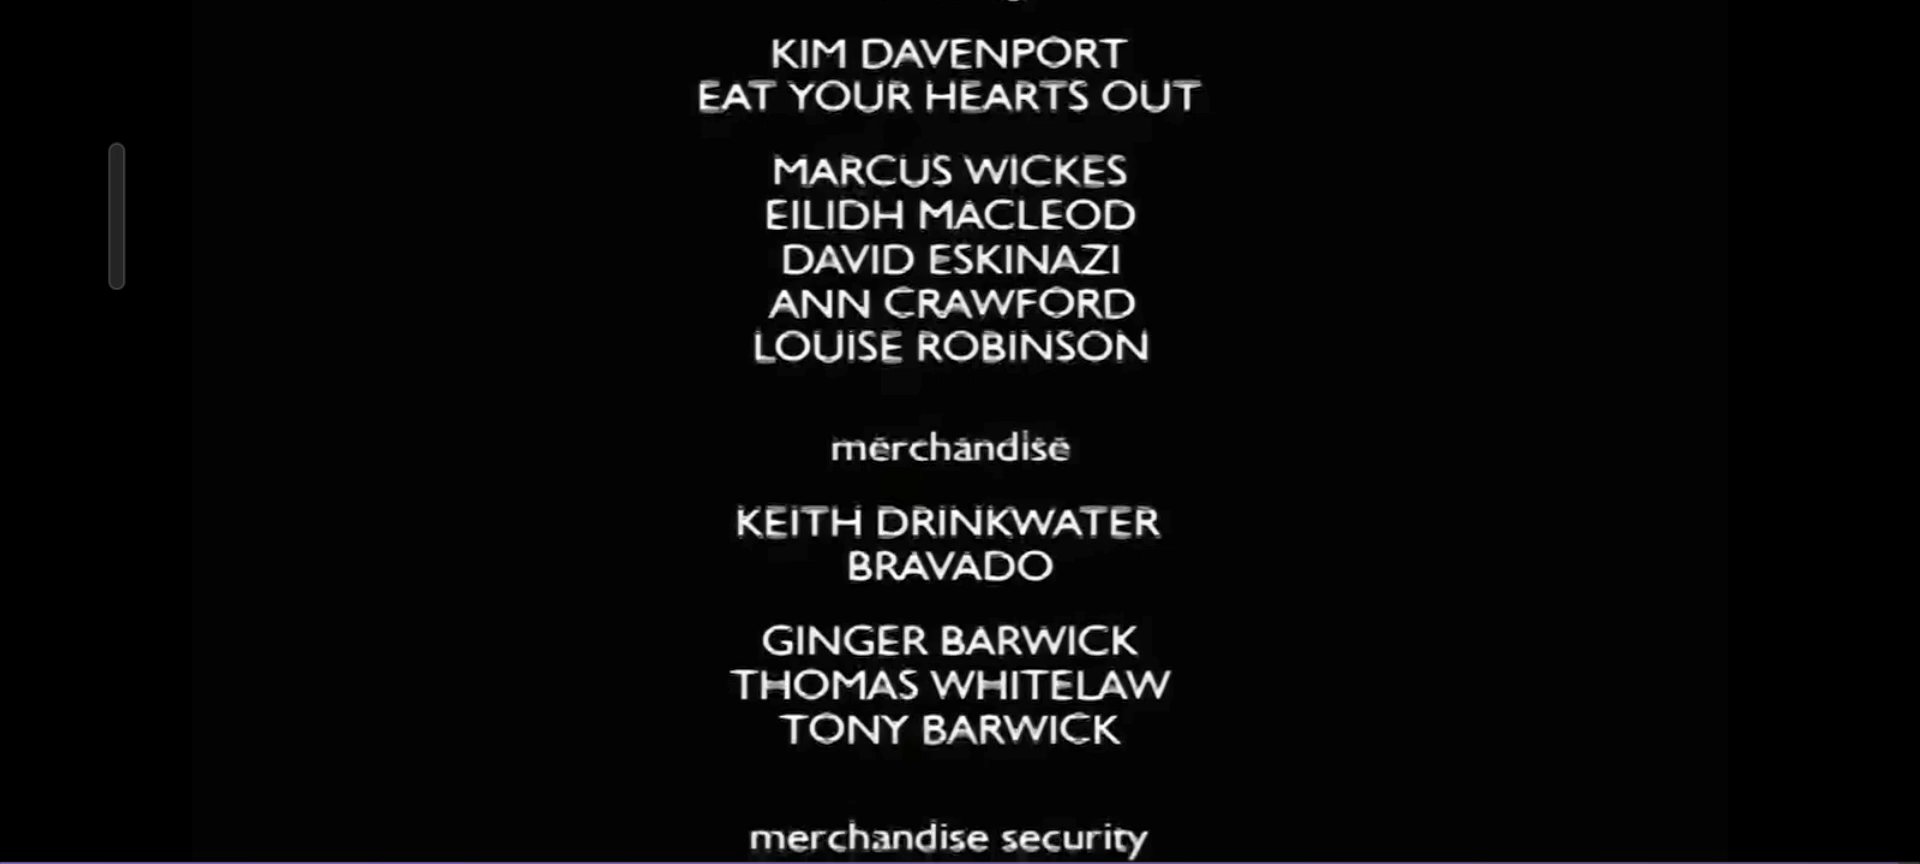 KIM DAVENPORT
EAT YOUR HEARTS OUT
MARCUS WICKES
EILIDH MACLEOD
DAVID ESKINAZI
ANN CRAWFORD
LOUISE ROBINSON
merchandise
KEITH DRINKWATER
BRAVADO
GINGER BARWICK
THOMAS WHITELAW
TONY BARWICK
merchandise security